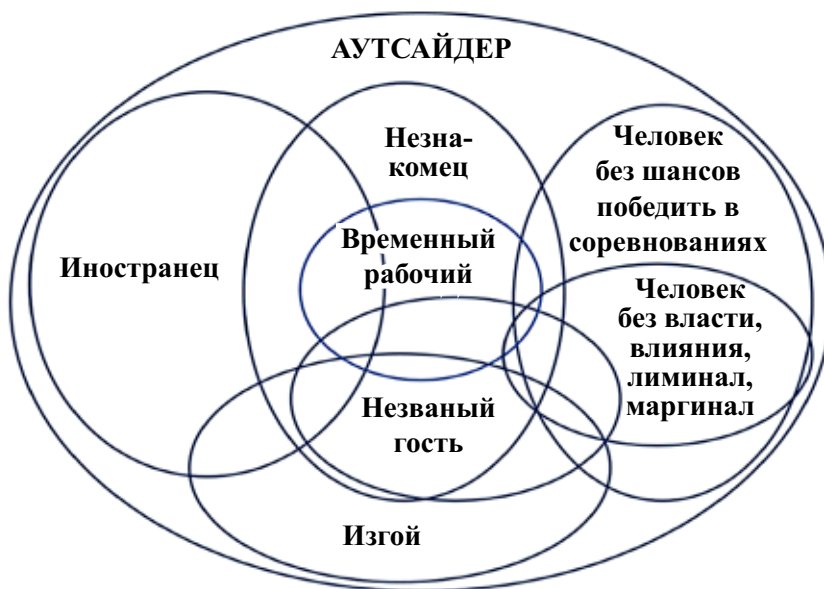 АУТСАЙДЕР
Незна-
комец
Человек
без шансов
победить в
соревнованиях
Временный
рабочий
Иностранец
Человек
без власти,
влияния,
лиминал,
маргинал
Незваный
гость
Изгой